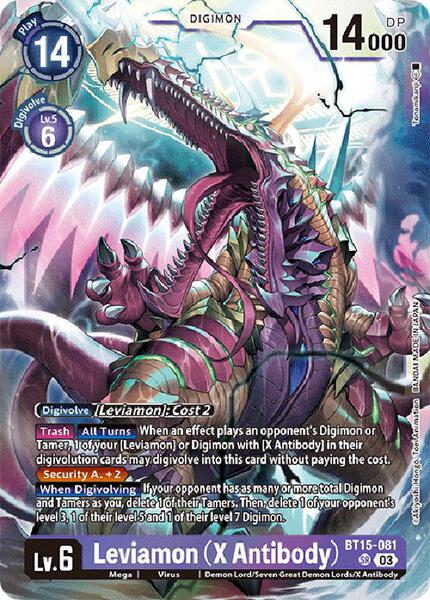 Play
14
DIGIMON
14000
DP
Digivolve
Lv.5
6
Tonamikanji
©Akiyoshi Hongo, Toei Animation
BANDAI MADE IN JAPAN
Digivolve [Leviamon]: Cost 2
Trash All Turns When an effect plays an opponent's Digimon or
Tamer, 1 of your [Leviamon] or Digimon with [X Antibody] in their
digivolution cards may digivolve into this card without paying the cost.
Security A. +2
When Digivolving If your opponent has as many or more total Digimon
and Tamers as you, delete 1 of their Tamers. Then, delete 1 of your opponent's
level 3, 1 of their level 5 and 1 of their level 7 Digimon.
Lv.6 Leviamon (X Antibody) BT15-081
SR 03
Mega | Virus | Demon Lord/Seven Great Demon Lords/X Antibody